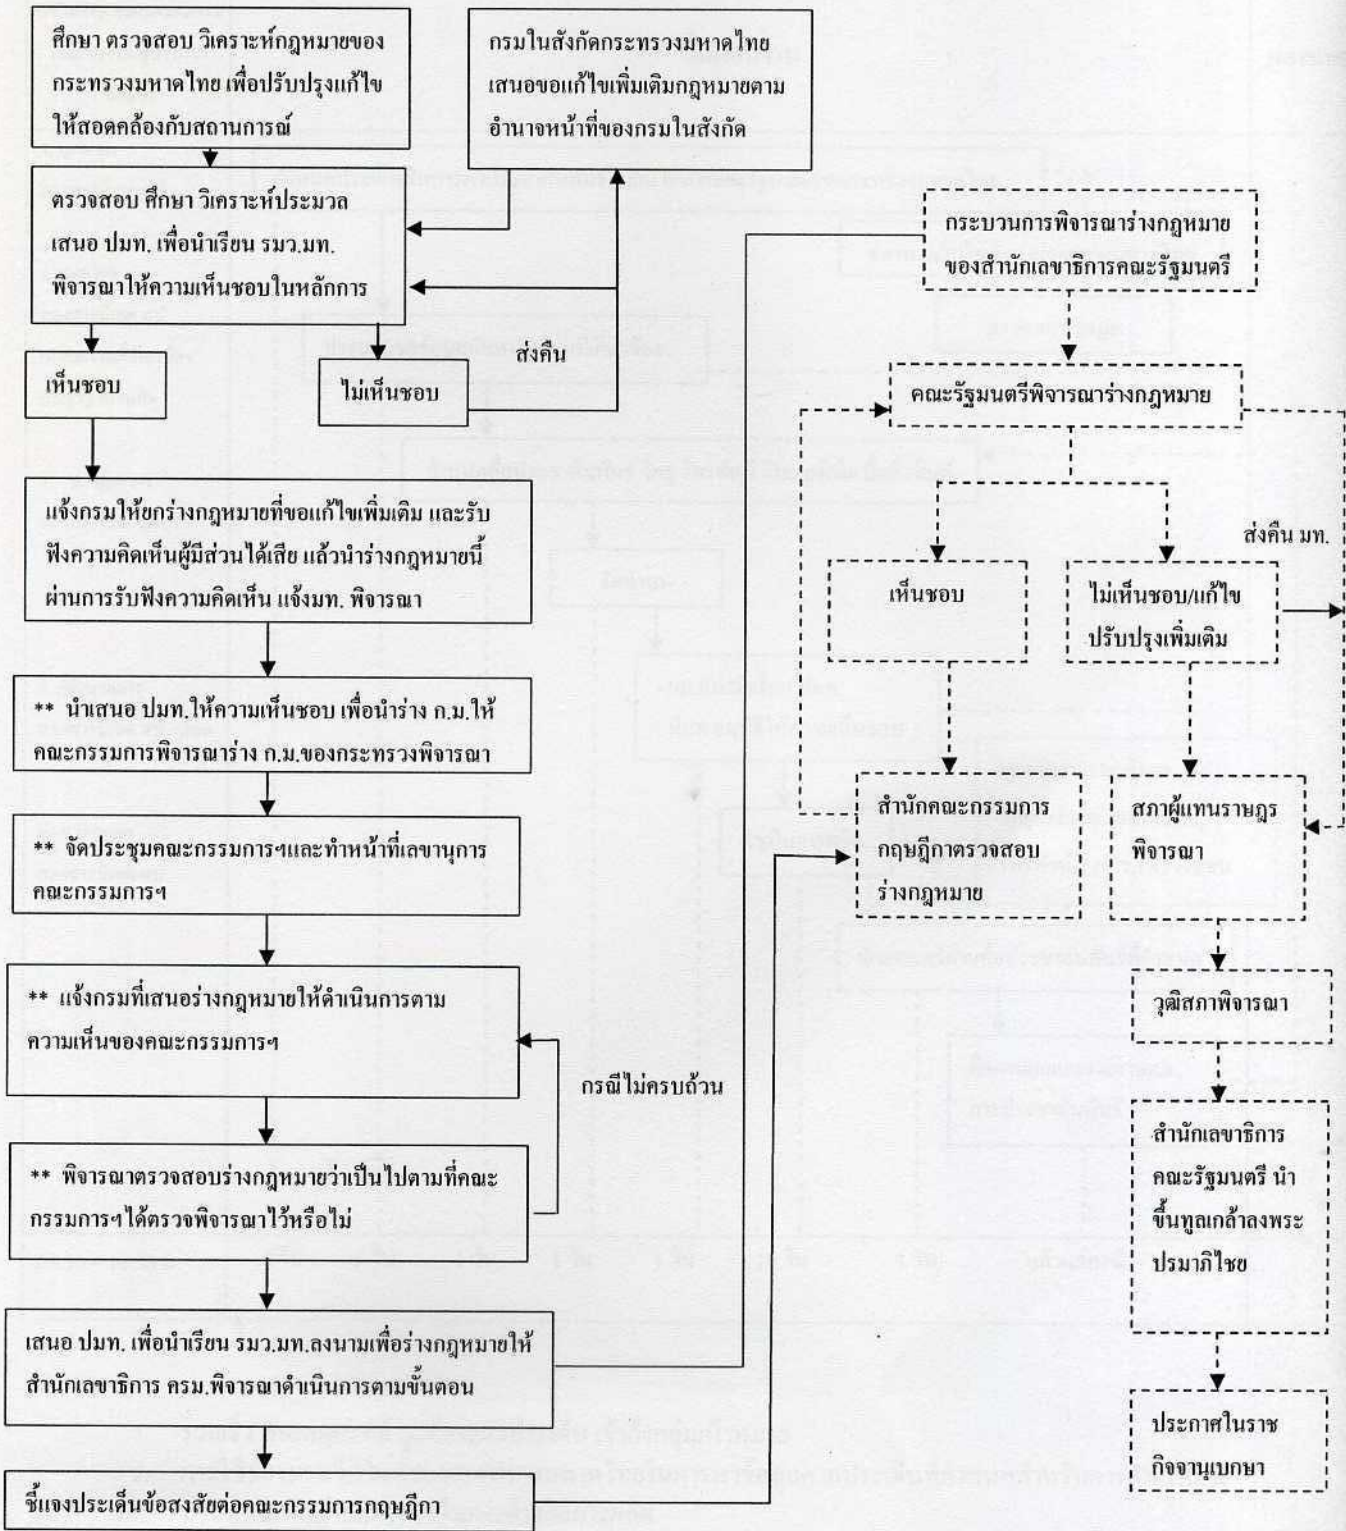 ศึกษา ตรวจสอบ วิเคราะห์กฎหมายของ
กระทรวงมหาดไทย เพื่อปรับปรุงแก้ไข
ให้สอดคล้องกับสถานการณ์
กรมในสังกัดกระทรวงมหาดไทย
เสนอขอแก้ไขเพิ่มเติมกฎหมายตาม
อำนาจหน้าที่ของกรมในสังกัด
ตรวจสอบ ศึกษา วิเคราะห์ประมวล
เสนอ ปมท. เพื่อนำเรียน รมว.มท.
พิจารณาให้ความเห็นชอบในหลักการ
เห็นชอบ
ไม่เห็นชอบ
ส่งคืน
แจ้งกรมให้ยกร่างกฎหมายที่ขอแก้ไขเพิ่มเติม และรับ
ฟังความคิดเห็นผู้มีส่วนได้เสีย แล้วนำร่างกฎหมายนี้
ผ่านการรับฟังความคิดเห็น แจ้งมท. พิจารณา
** นำเสนอ ปมท.ให้ความเห็นชอบ เพื่อนำร่าง ก.ม.ให้
คณะกรรมการพิจารณาร่าง ก.ม.ของกระทรวงพิจารณา
** จัดประชุมคณะกรรมการฯและทำหน้าที่เลขานุการ
คณะกรรมการฯ
** แจ้งกรมที่เสนอร่างกฎหมายให้ดำเนินการตาม
ความเห็นของคณะกรรมการฯ
กรณีไม่ครบถ้วน
** พิจารณาตรวจสอบร่างกฎหมายว่าเป็นไปตามที่คณะ
กรรมการฯได้ตรวจพิจารณาไว้หรือไม่
เสนอ ปมท. เพื่อนำเรียน รมว.มท.ลงนามเพื่อร่างกฎหมายให้
สำนักเลขาธิการ ครม.พิจารณาดำเนินการตามขั้นตอน
ชี้แจงประเด็นข้อสงสัยต่อคณะกรรมการกฤษฎีกา
กระบวนการพิจารณาร่างกฎหมาย
ของสำนักเลขาธิการคณะรัฐมนตรี
คณะรัฐมนตรีพิจารณาร่างกฎหมาย
ส่งคืน มท.
เห็นชอบ
ไม่เห็นชอบ/แก้ไข
ปรับปรุงเพิ่มเติม
สำนักคณะกรรมการ
กฤษฎีกาตรวจสอบ
ร่างกฎหมาย
สภาผู้แทนราษฎร
พิจารณา
วุฒิสภาพิจารณา
สำนักเลขาธิการ
คณะรัฐมนตรี นำ
ขึ้นทูลเกล้าลงพระ
ปรมาภิไชย
ประกาศในราช
กิจจานุเบกษา